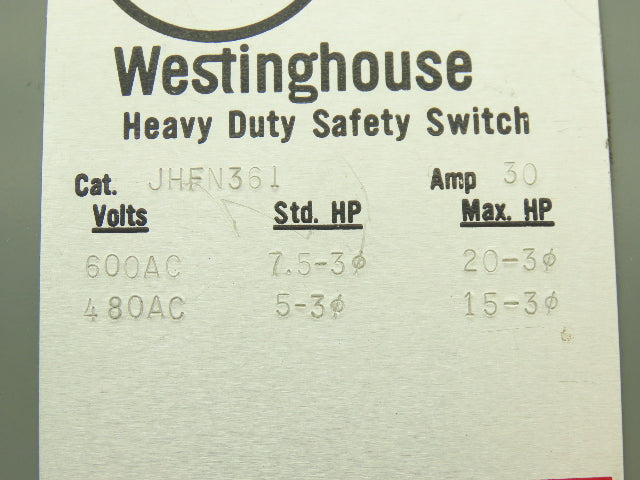 Westinghouse
Heavy Duty Safety Switch
Cat. JHFN361 Amp 30
Volts Std. HP Max. HP
600AC 7.5-3ϕ 20-3ϕ
480AC 5-3ϕ 15-3ϕ